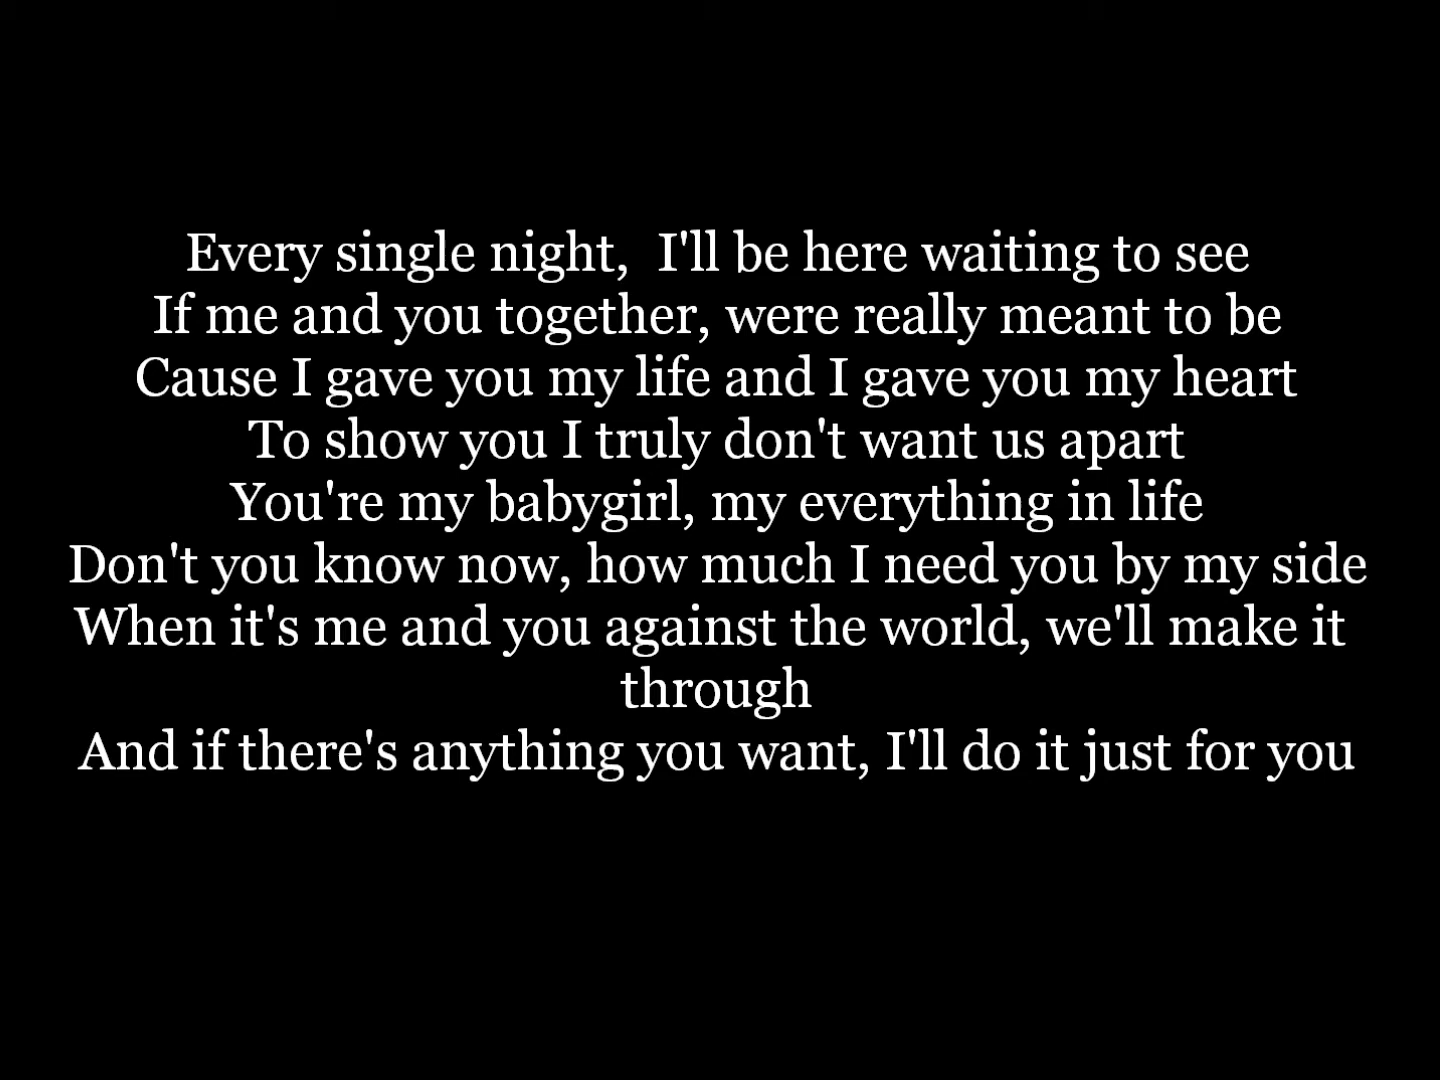 Every single night,  I'll be here waiting to see
If me and you together, were really meant to be
Cause I gave you my life and I gave you my heart
To show you I truly don't want us apart
You're my babygirl, my everything in life
Don't you know now, how much I need you by my side
When it's me and you against the world, we'll make it
through
And if there's anything you want, I'll do it just for you